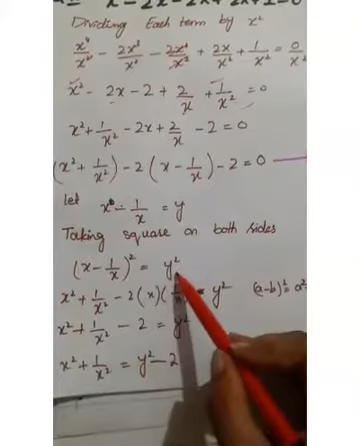 Dividing Each term by x²
x⁴/x² - 2x³/x² - 2x²/x² + 2x/x² + 1/x² = 0/x²
x² - 2x - 2 + 2/x + 1/x² = 0
x² + 1/x² - 2x + 2/x - 2 = 0
(x² + 1/x²) - 2(x - 1/x) - 2 = 0
let
x - 1/x = y
Taking square on both sides
(x - 1/x)² = y²
x² + 1/x² - 2(x)( = y² (a-b)² = a²
x² + 1/x² - 2 = y²
x² + 1/x² = y² - 2